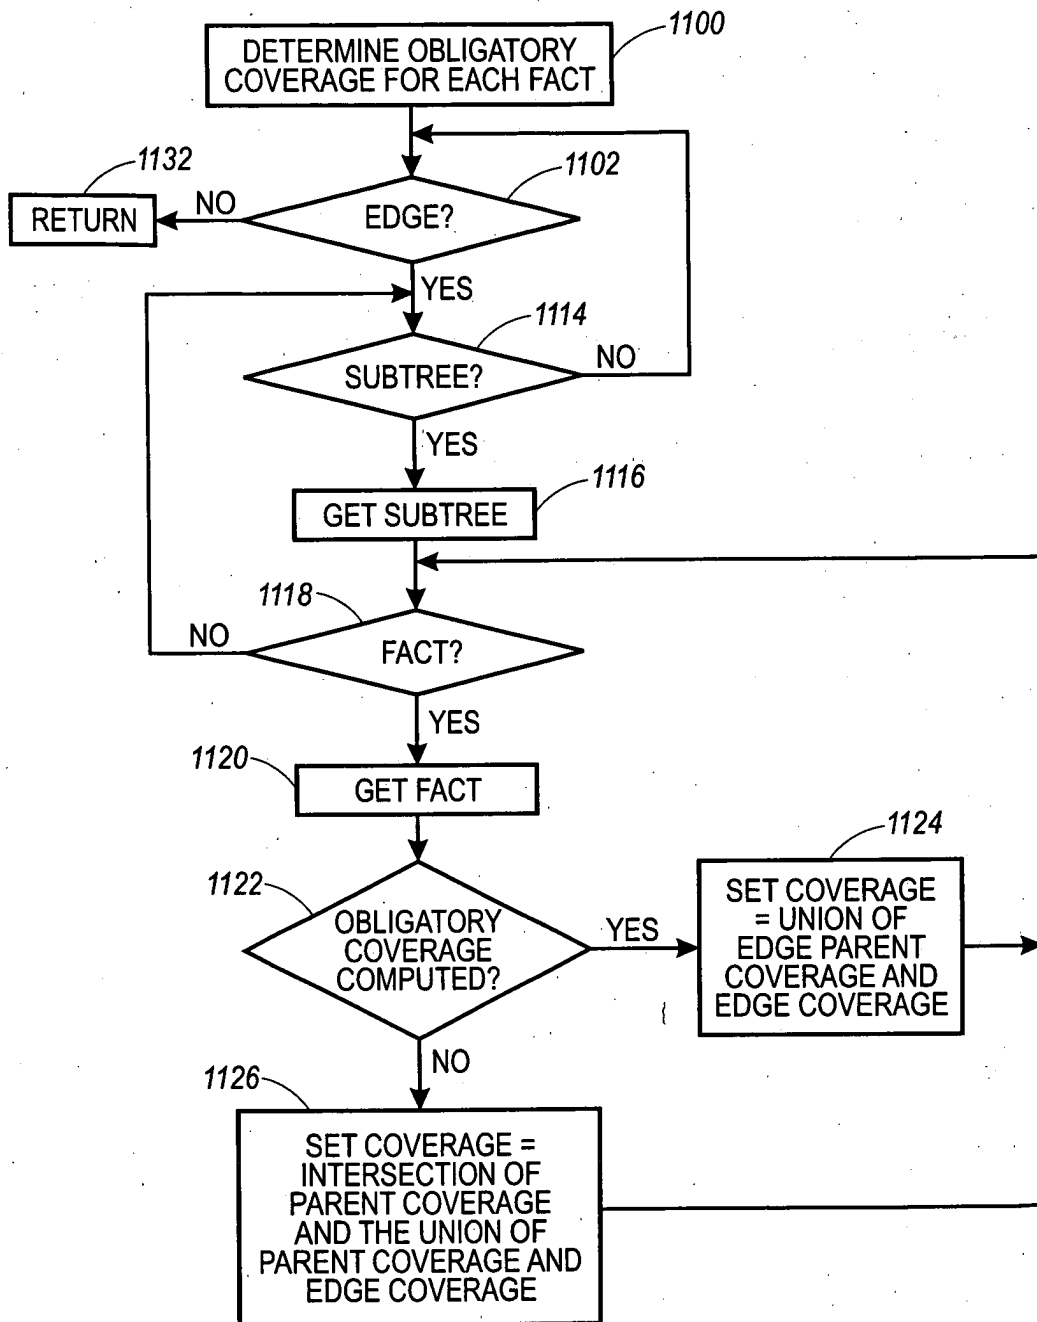 1100
DETERMINE OBLIGATORY
COVERAGE FOR EACH FACT
1132
1102
RETURN
NO
EDGE?
YES
1114
SUBTREE?
NO
YES
1116
GET SUBTREE
1118
NO
FACT?
YES
1120
GET FACT
1124
1122
OBLIGATORY
COVERAGE
COMPUTED?
YES
SET COVERAGE
= UNION OF
EDGE PARENT
COVERAGE AND
EDGE COVERAGE
NO
1126
SET COVERAGE =
INTERSECTION OF
PARENT COVERAGE
AND THE UNION OF
PARENT COVERAGE AND
EDGE COVERAGE